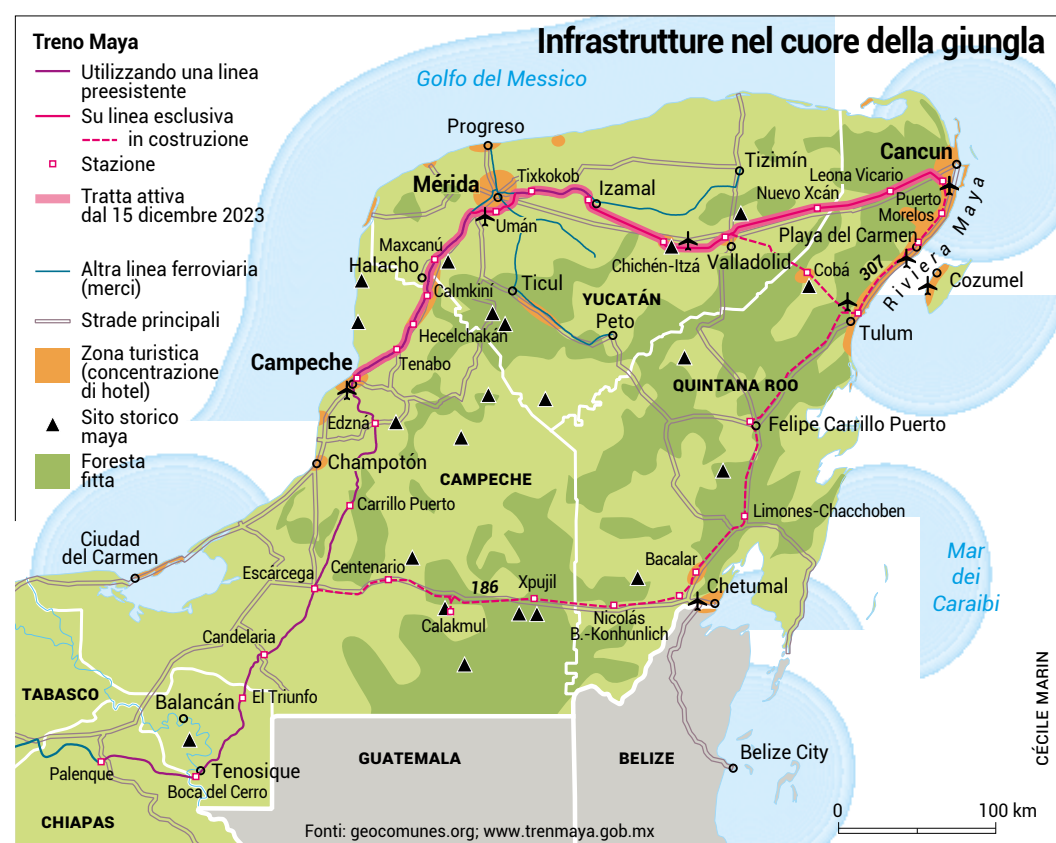 Infrastrutture nel cuore della giungla
Treno Maya
Utilizzando una linea
preesistente
Su linea esclusiva
in costruzione
Stazione
Tratta attiva
dal 15 dicembre 2023
Altra linea ferroviaria
(merci)
Strade principali
Zona turistica
(concentrazione
di hotel)
Sito storico
maya
Foresta
fitta
Golfo del Messico
Progreso
Mérida
Tixkokob
Izamal
Tizimín
Cancun
Leona Vicario
Nuevo Xcán
Puerto
Morelos
Umán
Maxcanú
Halacho
Playa del Carmen
Riviera Maya
Chichén-Itzá
Valladolid
Cobá
307
Cozumel
Calmkiní
Ticul
YUCATÁN
Peto
Tulum
Hecelchakán
Tenabo
Campeche
QUINTANA ROO
Edzná
Felipe Carrillo Puerto
Champotón
CAMPECHE
Carrillo Puerto
Limones-Chacchoben
Ciudad
del Carmen
Mar
dei
Caraibi
Escárcega
Centenario
186
Xpujil
Bacalar
Chetumal
Calakmul
Nicolás
B.-Konhunlich
Candelaria
TABASCO
Balancán
El Triunfo
Palenque
Tenosique
Boca del Cerro
GUATEMALA
BELIZE
Belize City
CHIAPAS
CÉCILE MARIN
0
100 km
Fonti: geocomunes.org; www.trenmaya.gob.mx